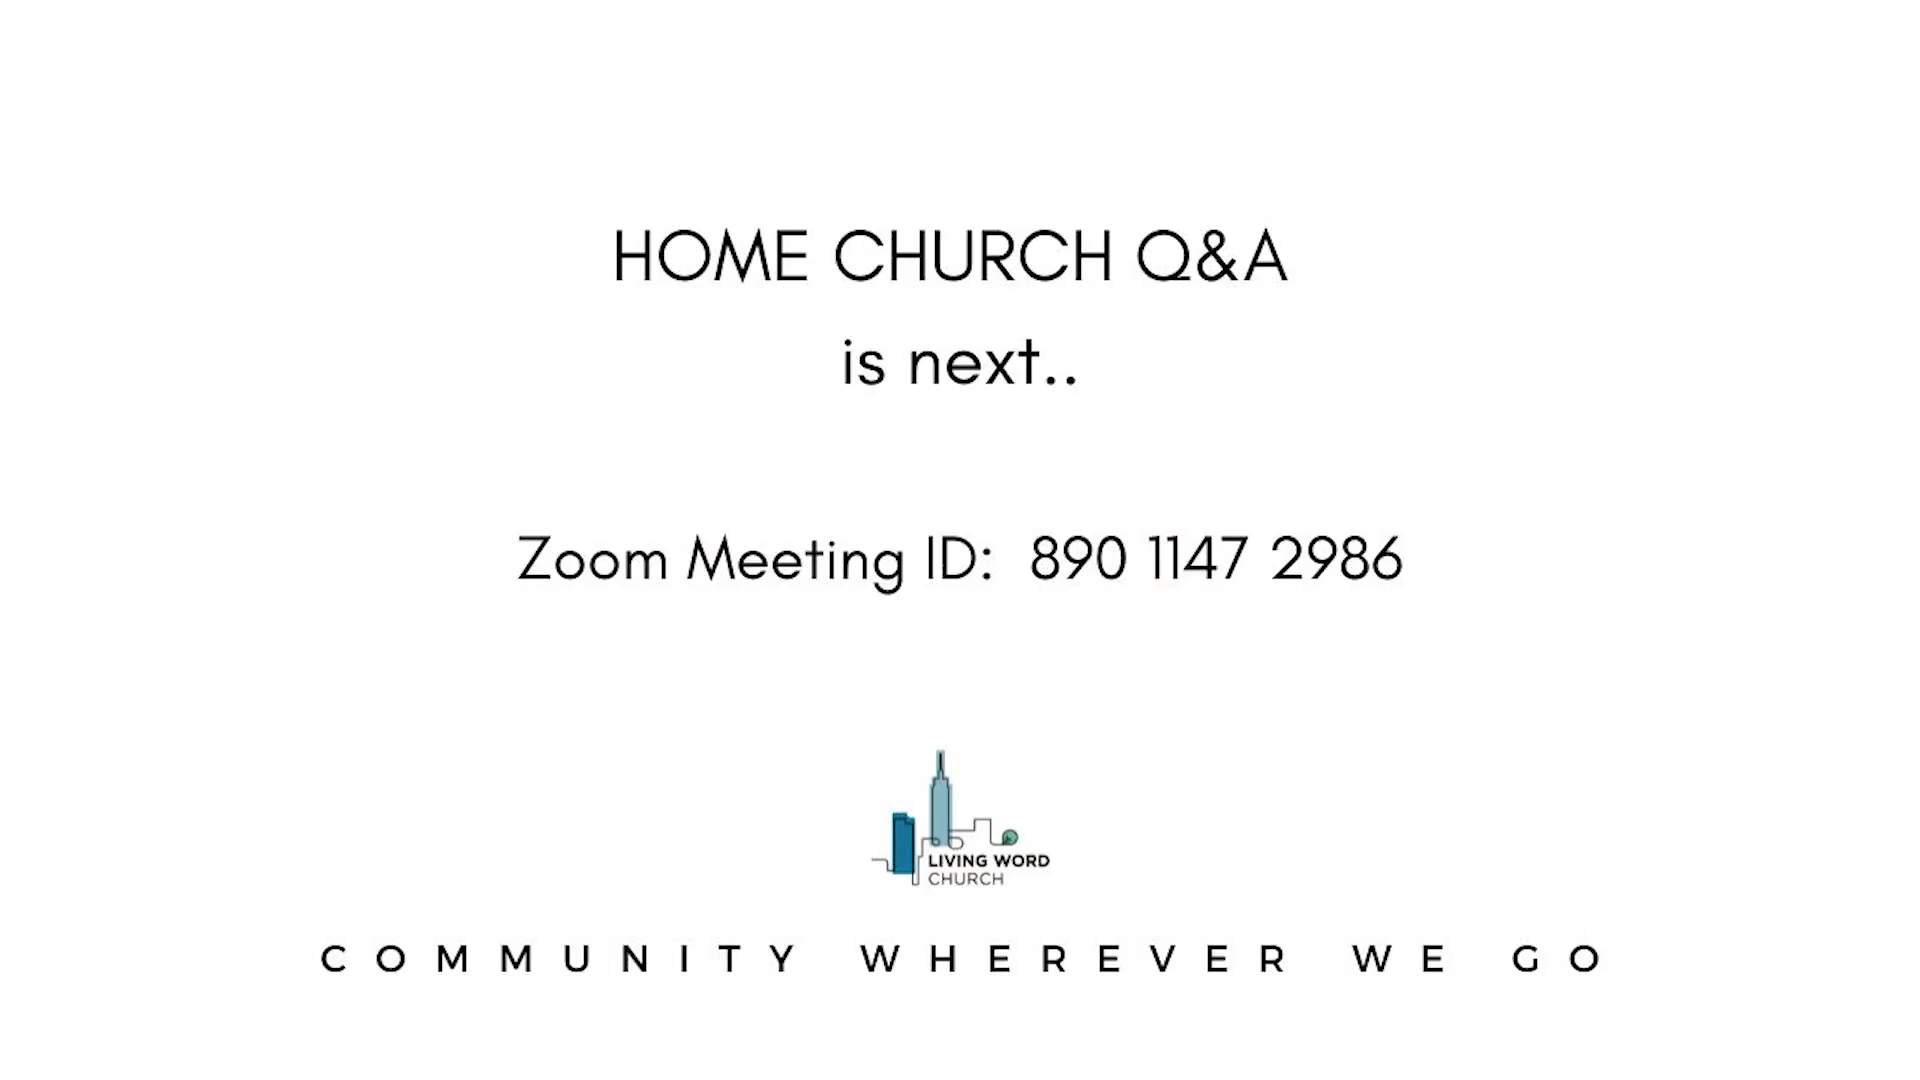 HOME CHURCH Q&A
is next..
Zoom Meeting ID: 890 1147 2986
LIVING WORD
CHURCH
COMMUNITY WHEREVER WE GO